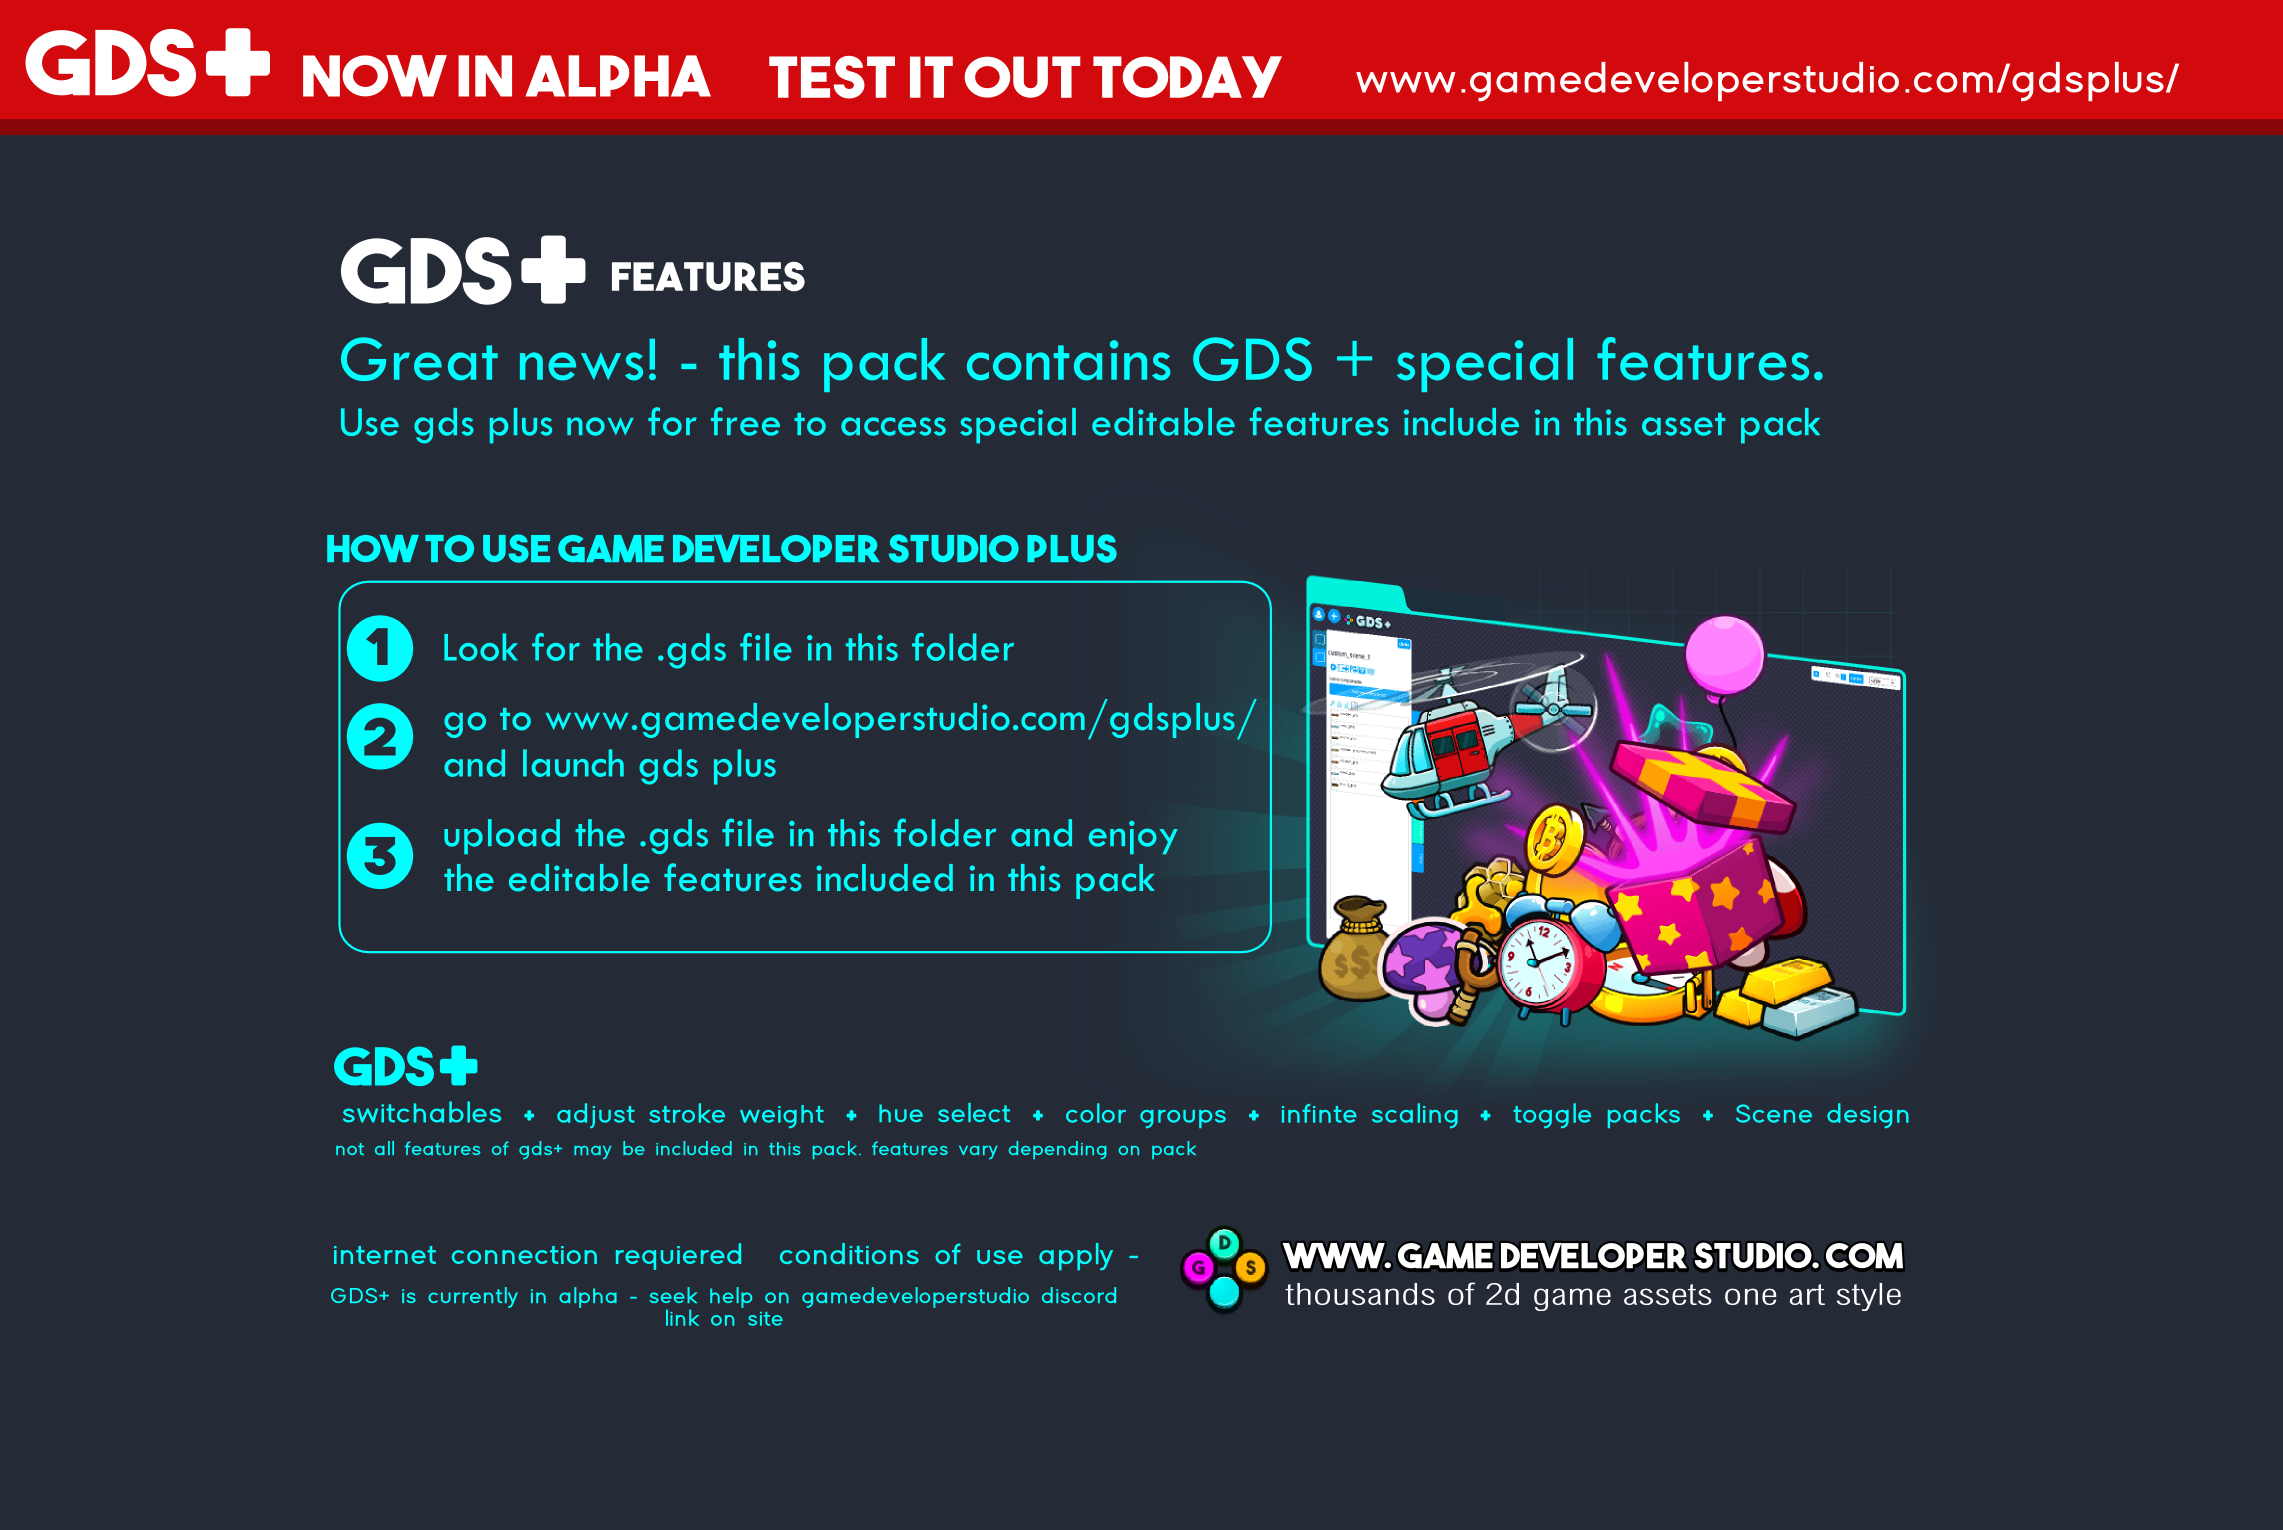 GDS+ NOW IN ALPHA TEST IT OUT TODAY www.gamedeveloperstudio.com/gdsplus/
GDS+ FEATURES
Great news! - this pack contains GDS + special features.
Use gds plus now for free to access special editable features include in this asset pack
HOW TO USE GAME DEVELOPER STUDIO PLUS
1 Look for the .gds file in this folder
2 go to www.gamedeveloperstudio.com/gdsplus/
and launch gds plus
3 upload the .gds file in this folder and enjoy
the editable features included in this pack
GDS+
custom_scene_1
$$
12
3
6
9
GDS+
switchables + adjust stroke weight + hue select + color groups + infinte scaling + toggle packs + Scene design
not all features of gds+ may be included in this pack. features vary depending on pack
internet connection requiered conditions of use apply -
GDS+ is currently in alpha - seek help on gamedeveloperstudio discord
link on site
G D S
WWW. GAME DEVELOPER STUDIO. COM
thousands of 2d game assets one art style